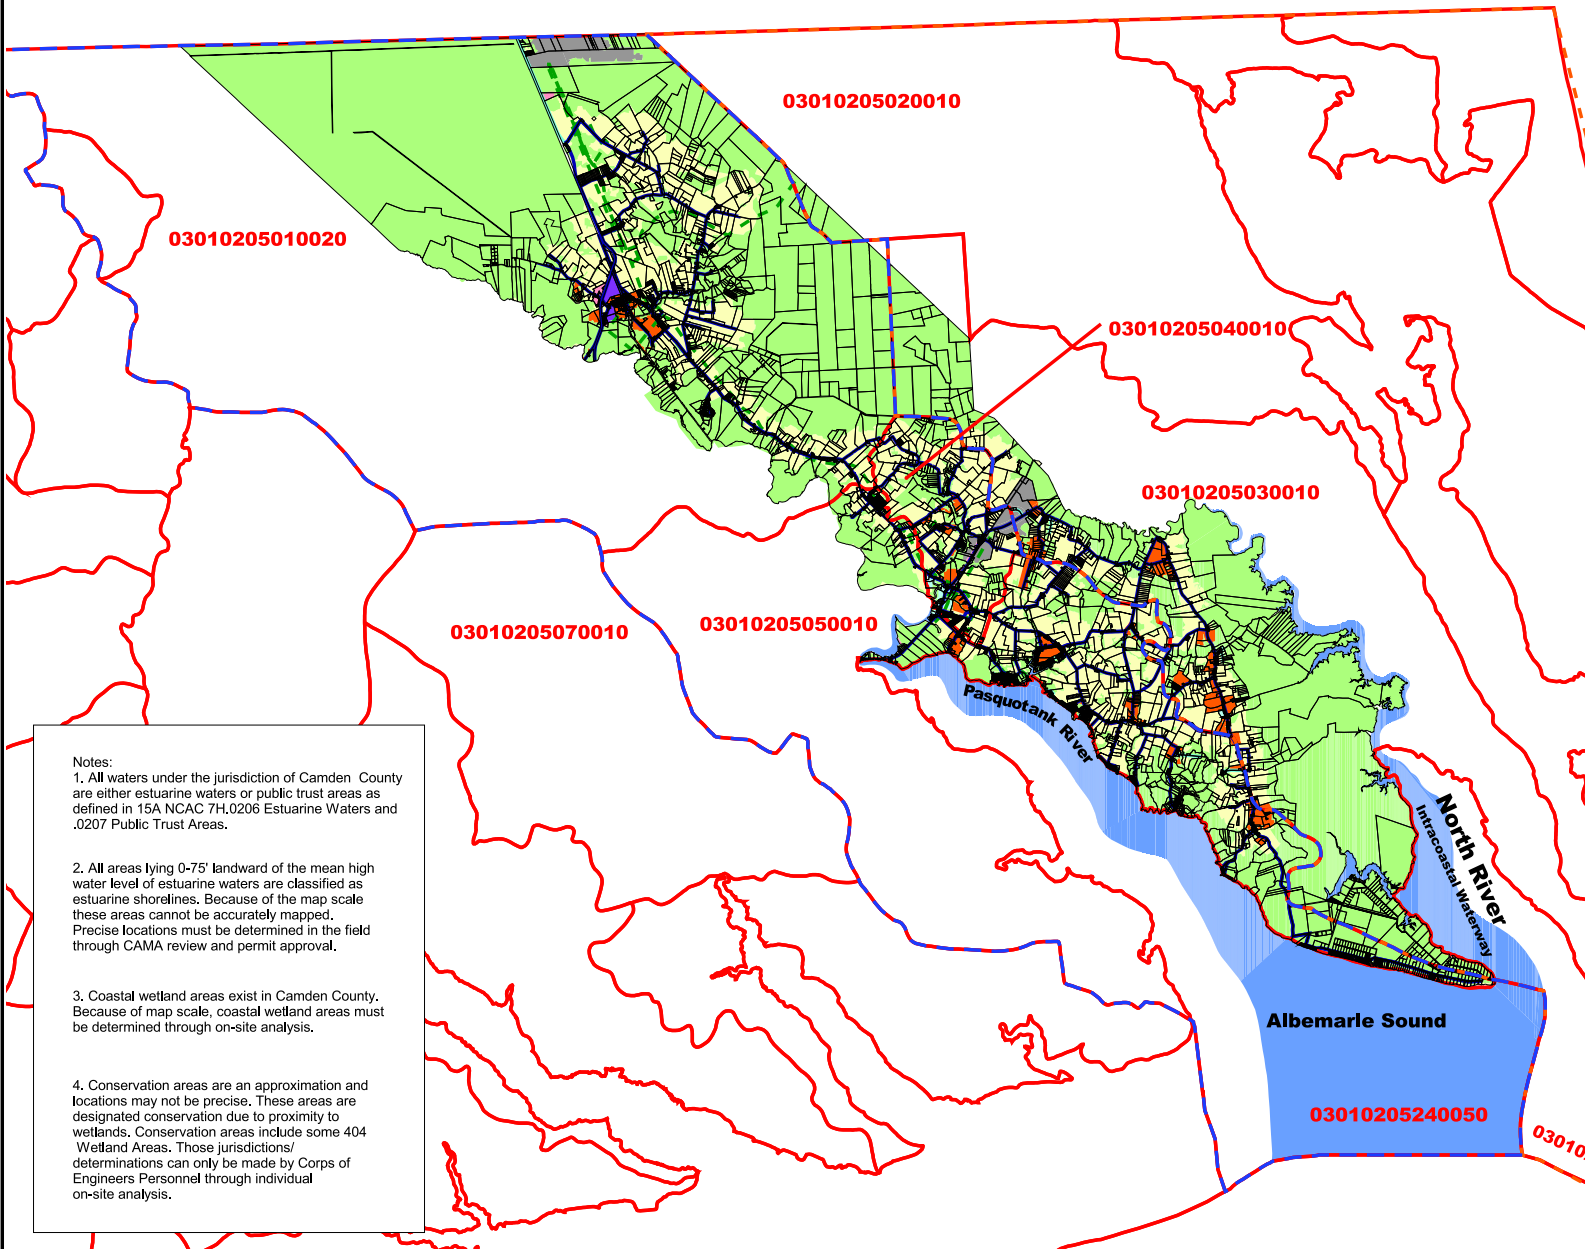 03010205020010
03010205010020
03010205040010
03010205030010
03010205070010
03010205050010
Pasquotank River
North River
Intracoastal Waterway
Albemarle Sound
03010205240050
03010
Notes:
1. All waters under the jurisdiction of Camden County
are either estuarine waters or public trust areas as
defined in 15A NCAC 7H.0206 Estuarine Waters and
.0207 Public Trust Areas.
2. All areas lying 0-75' landward of the mean high
water level of estuarine waters are classified as
estuarine shorelines. Because of the map scale
these areas cannot be accurately mapped.
Precise locations must be determined in the field
through CAMA review and permit approval.
3. Coastal wetland areas exist in Camden County.
Because of map scale, coastal wetland areas must
be determined through on-site analysis.
4. Conservation areas are an approximation and
locations may not be precise. These areas are
designated conservation due to proximity to
wetlands. Conservation areas include some 404
Wetland Areas. Those jurisdictions/
determinations can only be made by Corps of
Engineers Personnel through individual
on-site analysis.